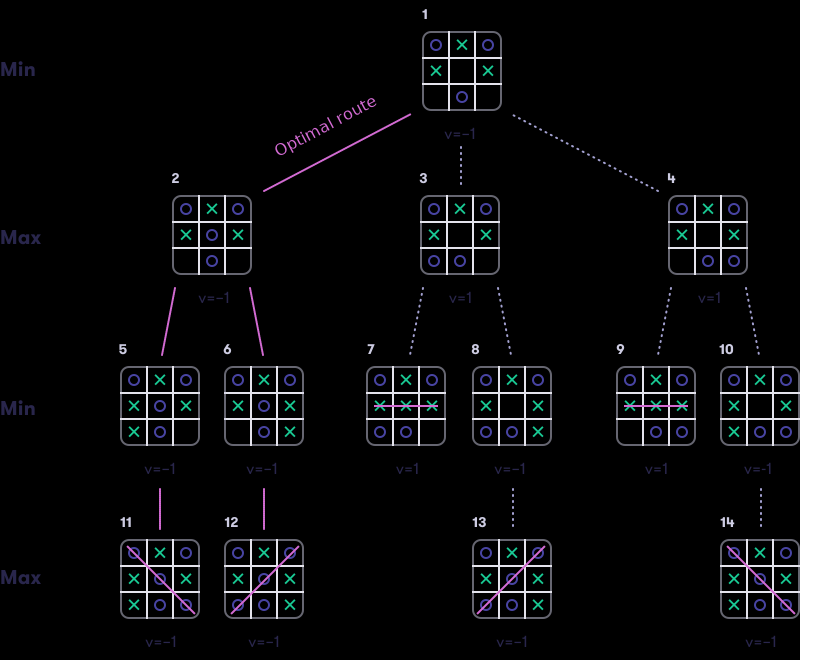 1
Min
Optimal route
v=–1
2
3
4
Max
v=–1
v=1
v=1
5
6
7
8
9
10
Min
v=–1
v=–1
v=1
v=–1
v=1
v=-1
11
12
13
14
Max
v=–1
v=–1
v=–1
v=–1